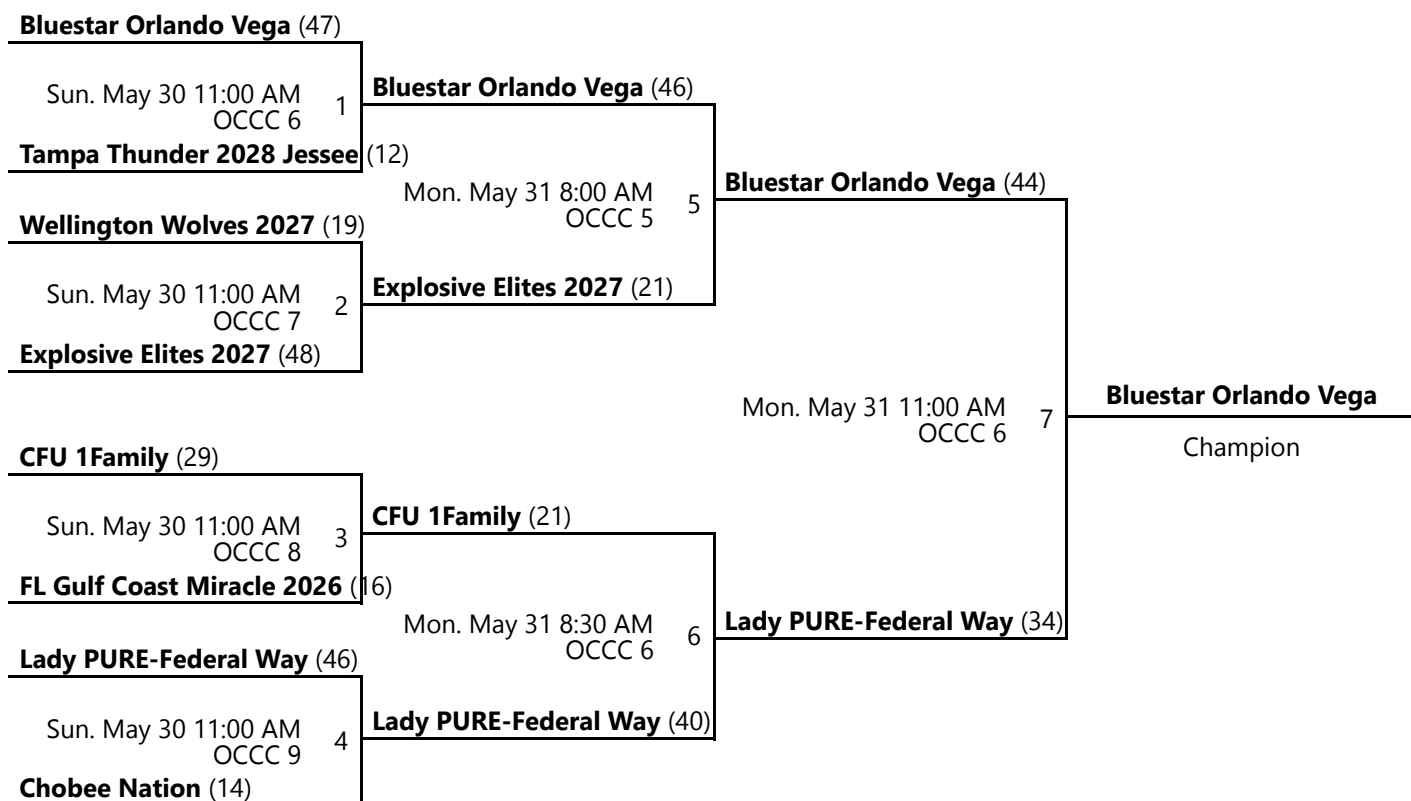 Bluestar Orlando Vega (47)
Sun. May 30 11:00 AM
OCCC 6
1
Tampa Thunder 2028 Jessee (12)
Wellington Wolves 2027 (19)
Sun. May 30 11:00 AM
OCCC 7
2
Explosive Elites 2027 (48)
CFU 1Family (29)
Sun. May 30 11:00 AM
OCCC 8
3
FL Gulf Coast Miracle 2026 (16)
Lady PURE-Federal Way (46)
Sun. May 30 11:00 AM
OCCC 9
4
Chobee Nation (14)
Bluestar Orlando Vega (46)
Mon. May 31 8:00 AM
OCCC 5
5
Explosive Elites 2027 (21)
CFU 1Family (21)
Mon. May 31 8:30 AM
OCCC 6
6
Lady PURE-Federal Way (40)
Bluestar Orlando Vega (44)
Mon. May 31 11:00 AM
OCCC 6
7
Lady PURE-Federal Way (34)
Bluestar Orlando Vega
Champion